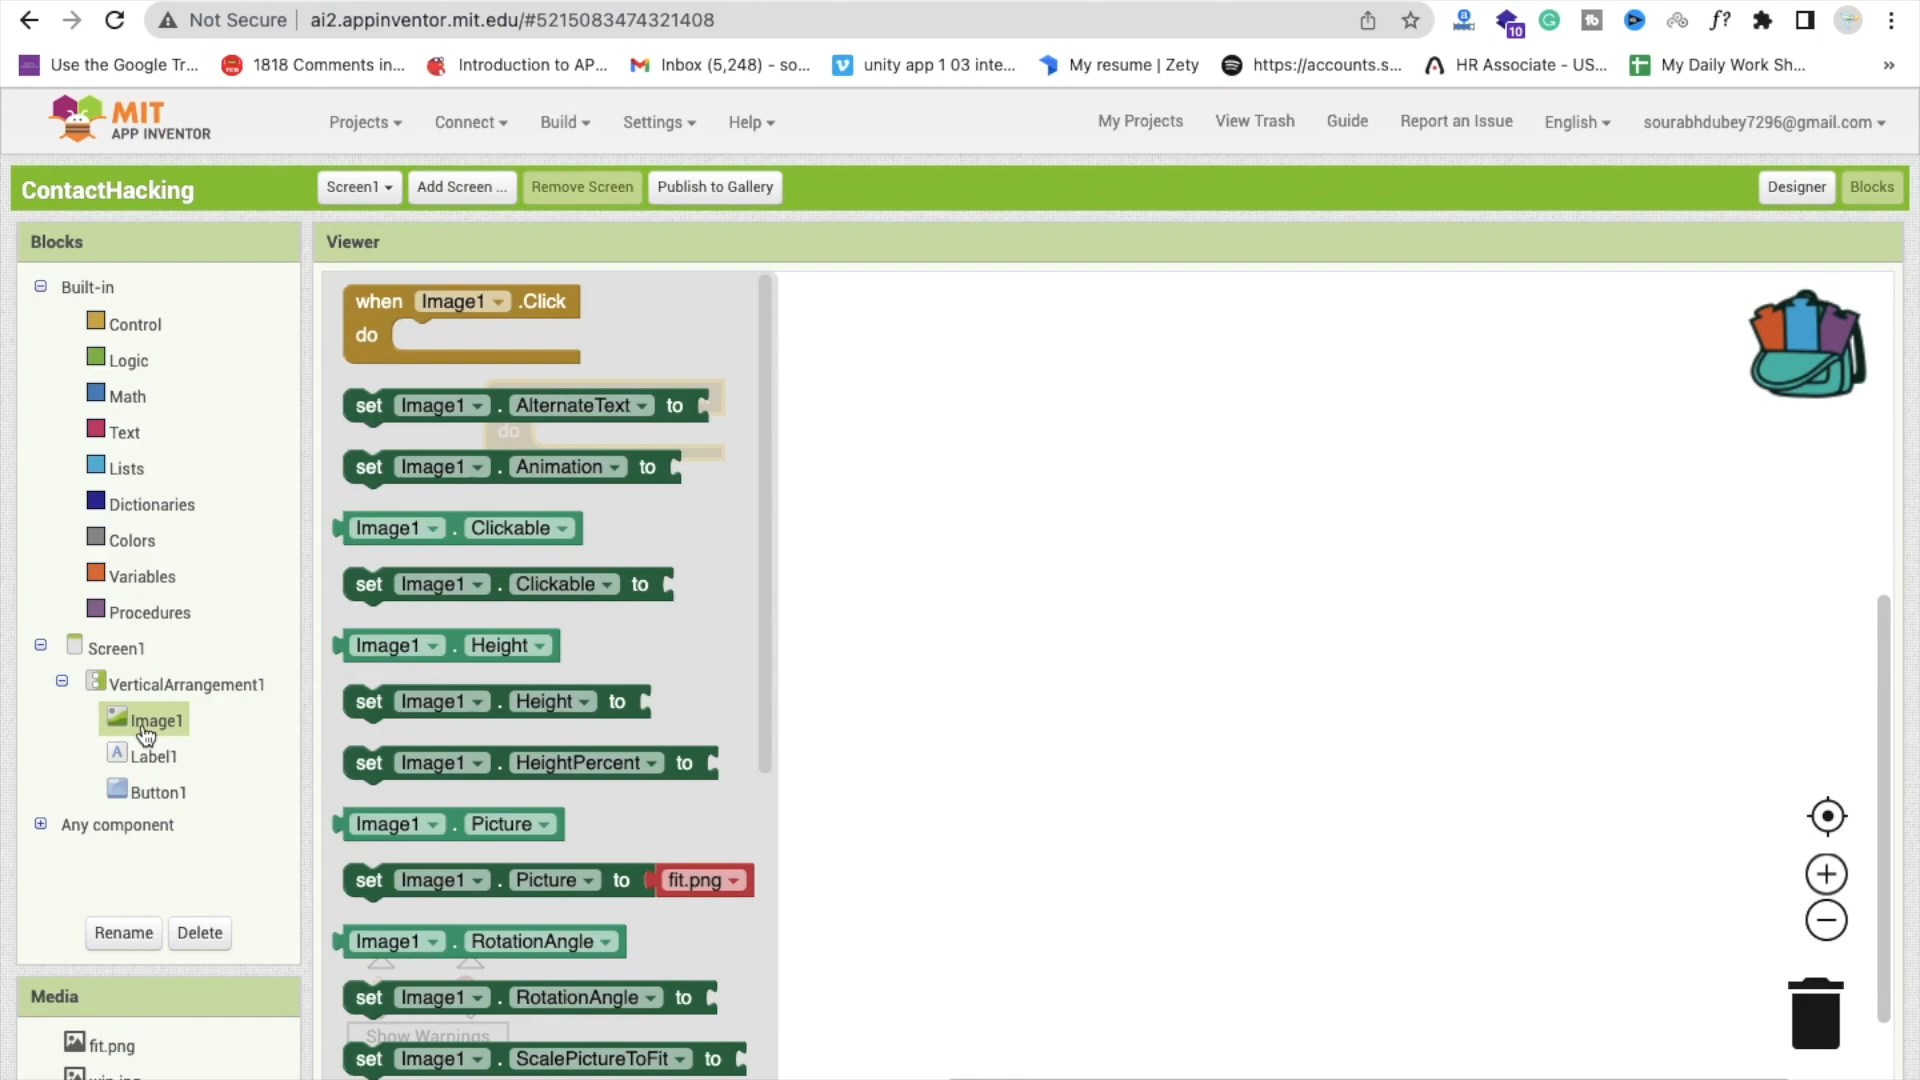 Not Secure
ai2.appinventor.mit.edu/#5215083474321408
10
Use the Google Tr...
1818 Comments in...
Introduction to AP...
Inbox (5,248) - so...
unity app 1 03 inte...
My resume | Zety
https://accounts.s...
HR Associate - US...
My Daily Work Sh...
»
MIT
APP INVENTOR
Projects
Connect
Build
Settings
Help
My Projects
View Trash
Guide
Report an Issue
English
sourabhdubey7296@gmail.com
ContactHacking
Screen1
Add Screen ...
Remove Screen
Publish to Gallery
Designer
Blocks
Blocks
Built-in
Control
Logic
Math
Text
Lists
Dictionaries
Colors
Variables
Procedures
Screen1
VerticalArrangement1
Image1
Label1
Button1
Any component
Rename
Delete
Media
fit.png
Viewer
when Image1 .Click
do
set Image1 . AlternateText to
do
set Image1 . Animation to
Image1 . Clickable
set Image1 . Clickable to
Image1 . Height
set Image1 . Height to
set Image1 . HeightPercent to
Image1 . Picture
set Image1 . Picture to fit.png
Image1 . RotationAngle
set Image1 . RotationAngle to
Show Warnings
set Image1 . ScalePictureToFit to